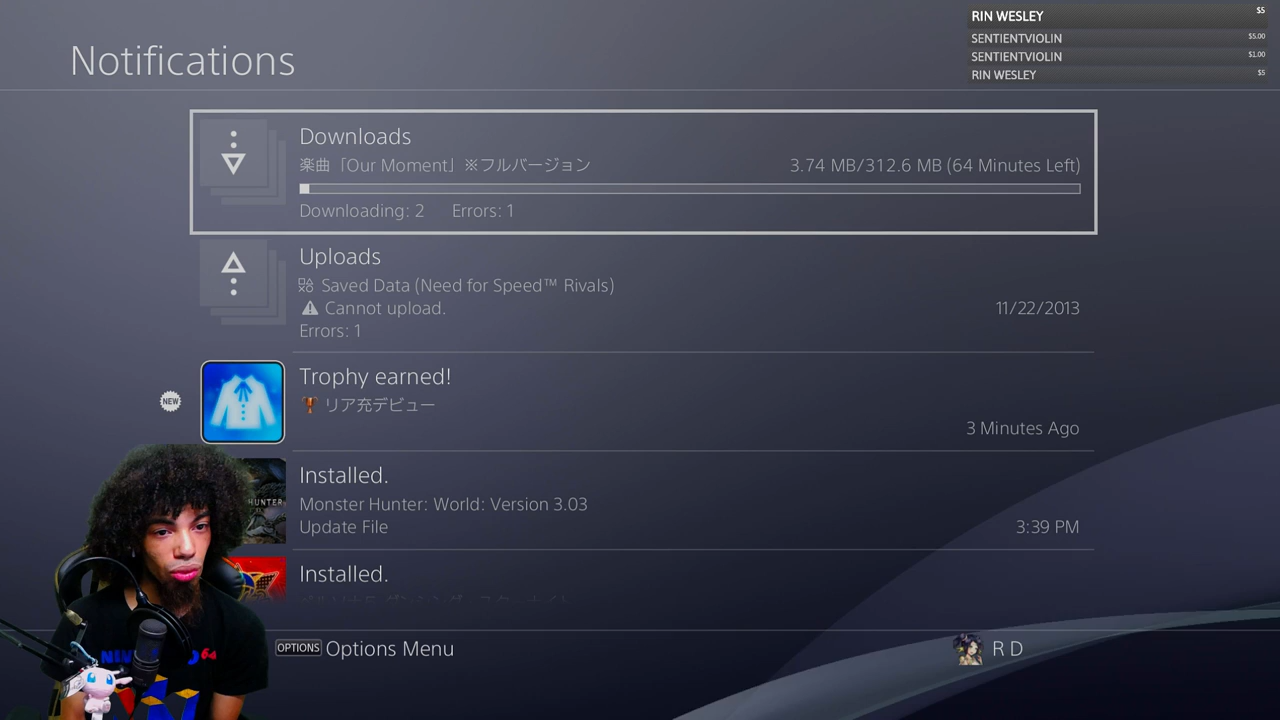 Notifications
RIN WESLEY $5
SENTIENTVIOLIN $5.00
SENTIENTVIOLIN $1.00
RIN WESLEY $5
Downloads
楽曲「Our Moment」※フルバージョン 3.74 MB/312.6 MB (64 Minutes Left)
Downloading: 2 Errors: 1
Uploads
Saved Data (Need for Speed™ Rivals)
Cannot upload. 11/22/2013
Errors: 1
NEW
Trophy earned!
リア充デビュー
3 Minutes Ago
Installed.
HUNTER
Monster Hunter: World: Version 3.03
Update File 3:39 PM
Installed.
OPTIONS Options Menu
R D
64